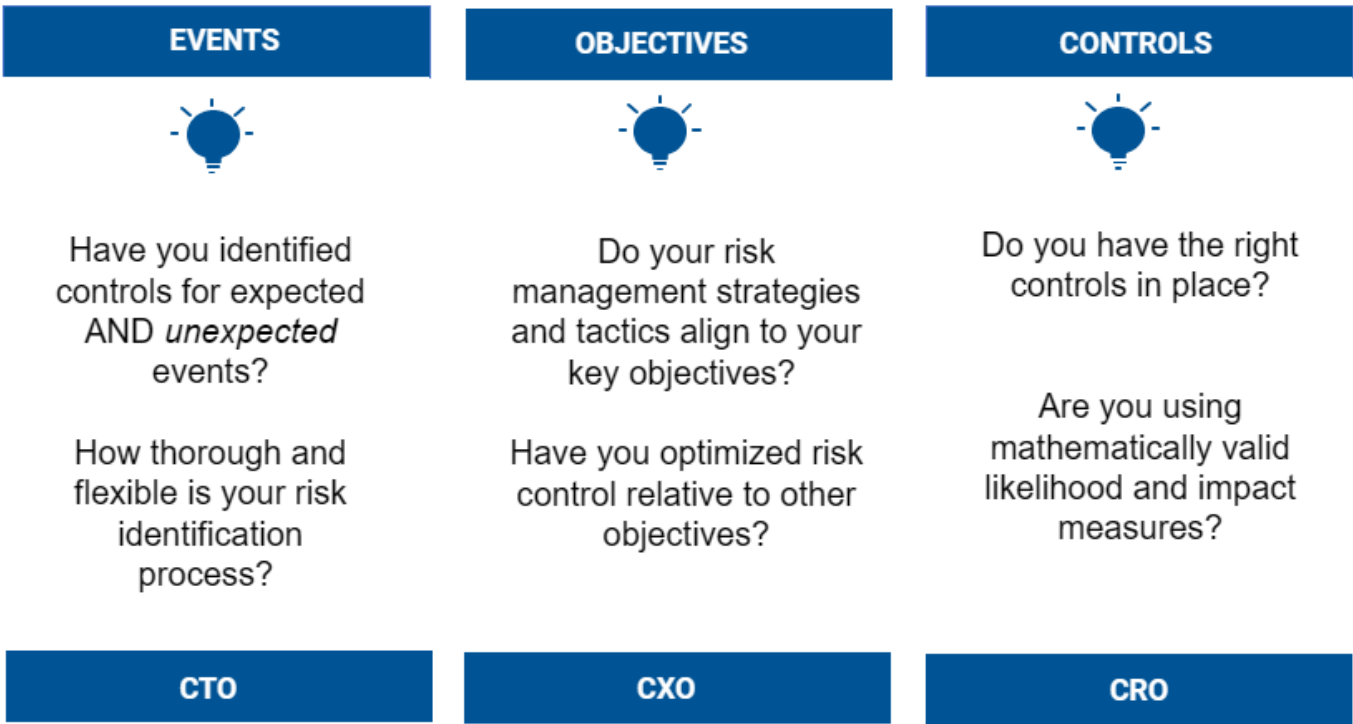 EVENTS
Have you identified
controls for expected
AND unexpected
events?
How thorough and
flexible is your risk
identification
process?
CTO
OBJECTIVES
Do your risk
management strategies
and tactics align to your
key objectives?
Have you optimized risk
control relative to other
objectives?
CXO
CONTROLS
Do you have the right
controls in place?
Are you using
mathematically valid
likelihood and impact
measures?
CRO